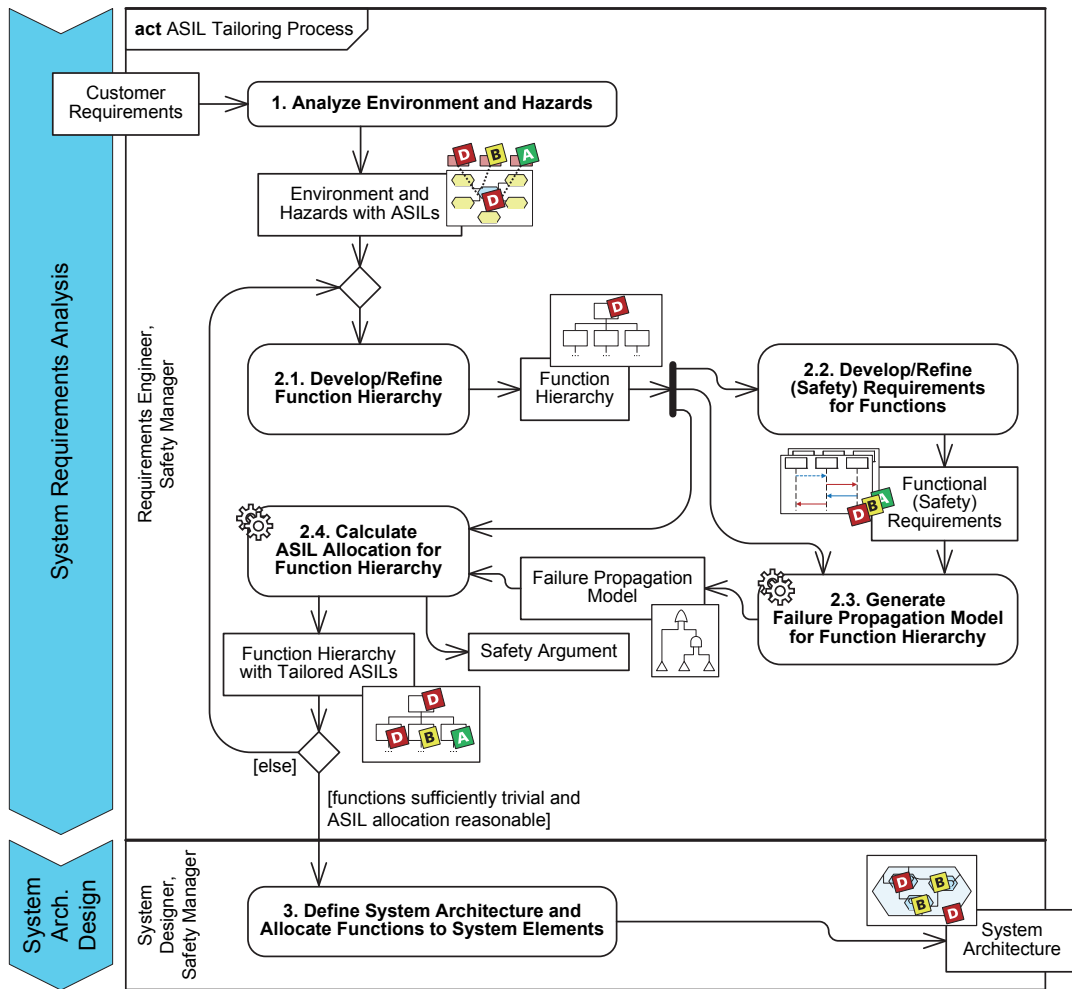 act ASIL Tailoring Process
Customer
Requirements
1. Analyze Environment and Hazards
D B A
Environment and
Hazards with ASILs
D
System Requirements Analysis
Requirements Engineer,
Safety Manager
2.1. Develop/Refine
Function Hierarchy
D
... ... ...
Function
Hierarchy
2.2. Develop/Refine
(Safety) Requirements
for Functions
D B A
Functional
(Safety)
Requirements
2.4. Calculate
ASIL Allocation for
Function Hierarchy
Failure Propagation
Model
2.3. Generate
Failure Propagation Model
for Function Hierarchy
Function Hierarchy
with Tailored ASILs
Safety Argument
D
D B A
... ... ...
[else]
[functions sufficiently trivial and
ASIL allocation reasonable]
System
Arch.
Design
System
Designer,
Safety Manager
3. Define System Architecture and
Allocate Functions to System Elements
D B
B D
System
Architecture